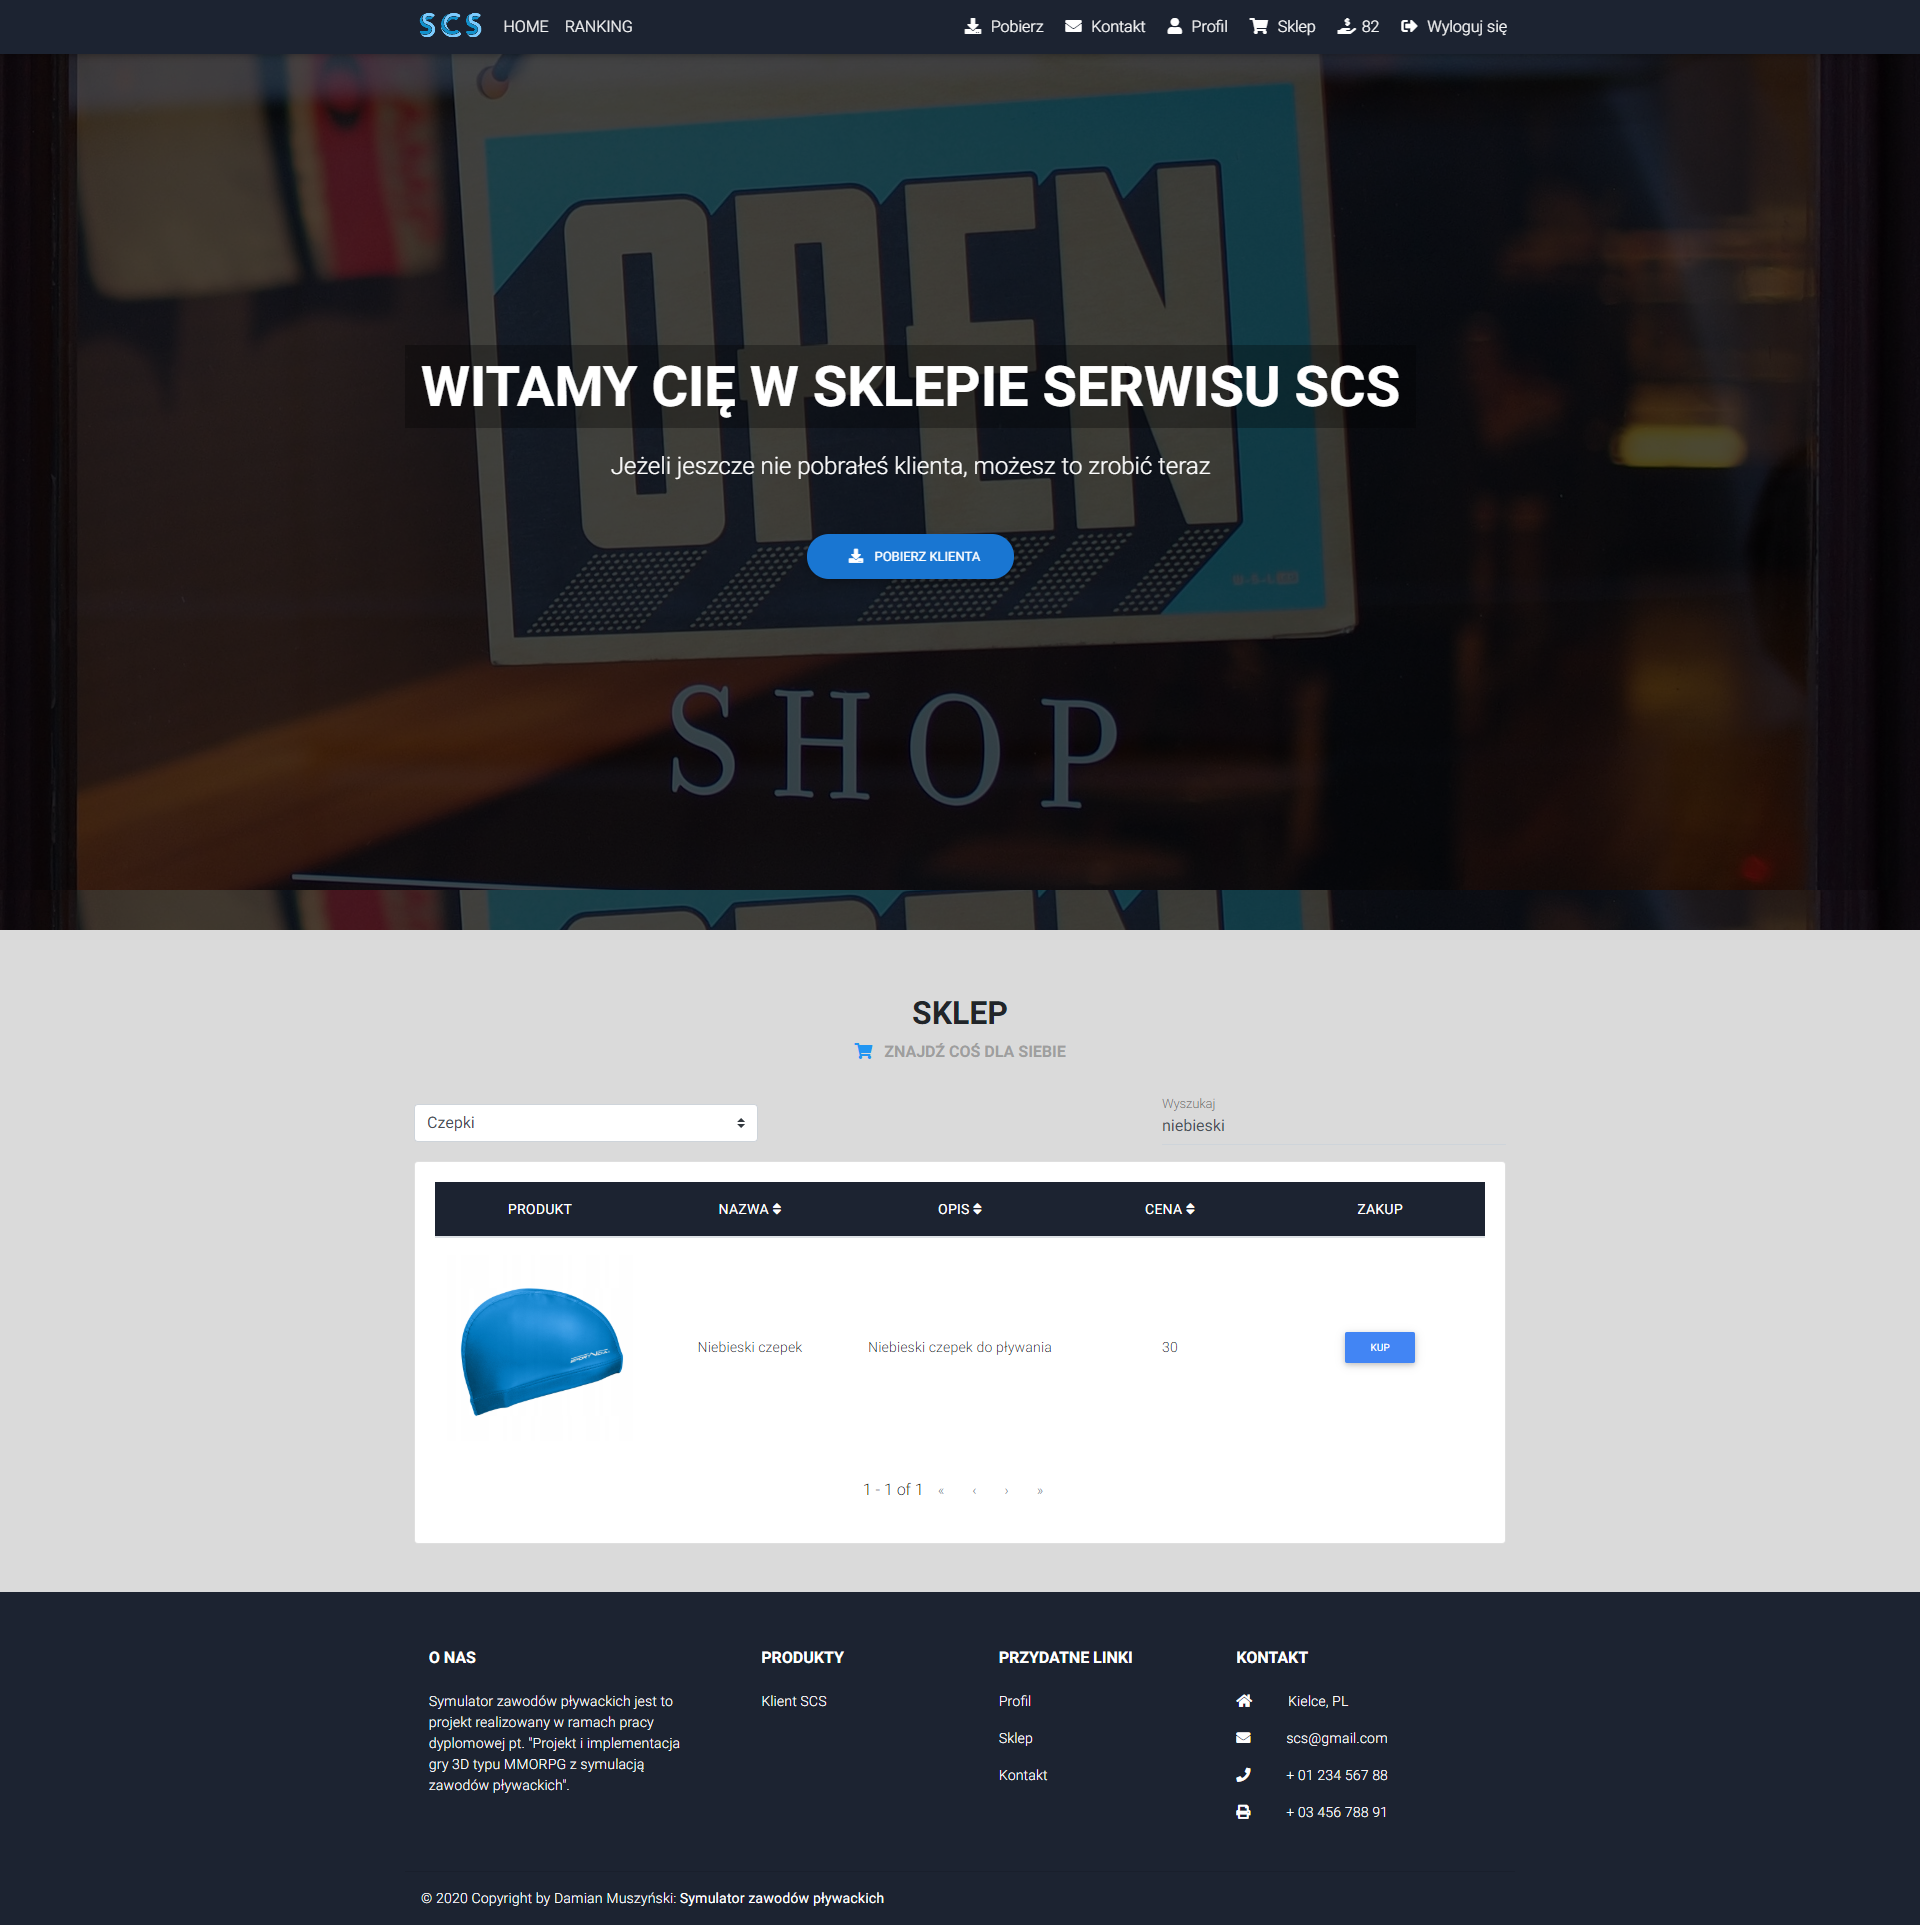 SCS HOME RANKING Pobierz Kontakt Profil Sklep 82 Wyloguj się
OPEN
WITAMY CIĘ W SKLEPIE SERWISU SCS
Jeżeli jeszcze nie pobrałeś klienta, możesz to zrobić teraz
POBIERZ KLIENTA
SHOP
SKLEP
ZNAJDŹ COŚ DLA SIEBIE
Wyszukaj
Czepki niebieski
PRODUKT NAZWA OPIS CENA ZAKUP
Niebieski czepek Niebieski czepek do pływania 30 KUP
1 - 1 of 1 « ‹ › »
O NAS
Symulator zawodów pływackich jest to
projekt realizowany w ramach pracy
dyplomowej pt. "Projekt i implementacja
gry 3D typu MMORPG z symulacją
zawodów pływackich".
PRODUKTY
Klient SCS
PRZYDATNE LINKI
Profil
Sklep
Kontakt
KONTAKT
Kielce, PL
scs@gmail.com
+ 01 234 567 88
+ 03 456 788 91
© 2020 Copyright by Damian Muszyński: Symulator zawodów pływackich